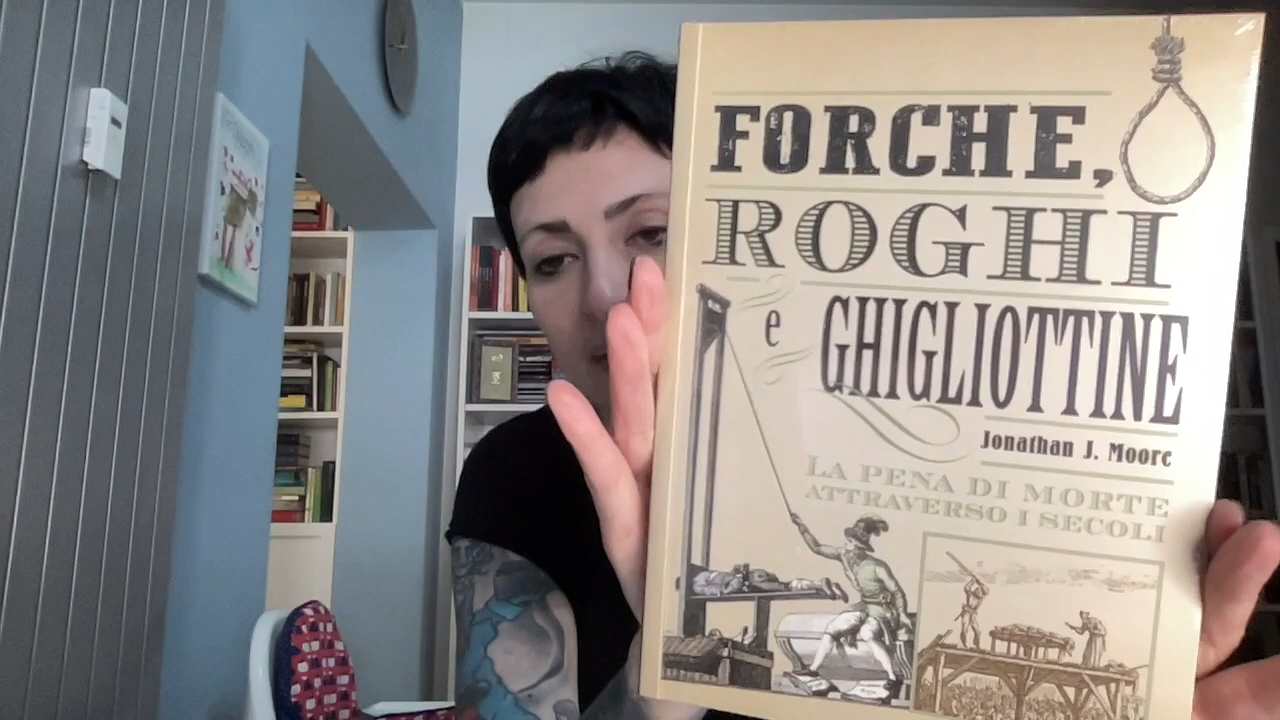 FORCHE,
ROGHI
e GHIGLIOTTINE
Jonathan J. Moore
LA PENA DI MORTE
ATTRAVERSO I SECOLI